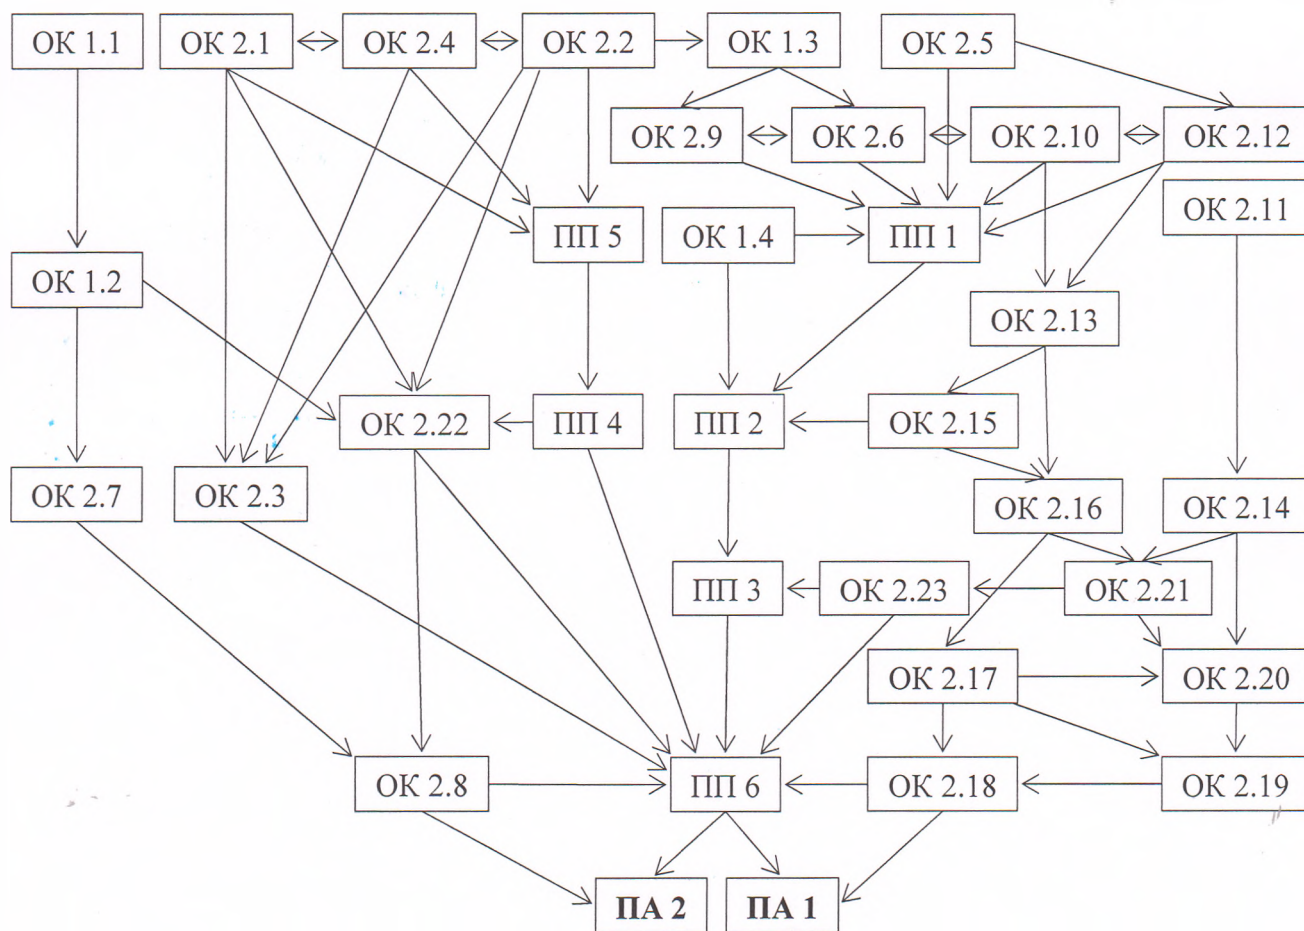 ОК 1.1 ОК 2.1 ОК 2.4 ОК 2.2 ОК 1.3 ОК 2.5
ОК 2.9 ОК 2.6 ОК 2.10 ОК 2.12
ОК 2.11
ПП 5 ОК 1.4 ПП 1
ОК 1.2
ОК 2.13
ОК 2.22 ПП 4 ПП 2 ОК 2.15
ОК 2.7 ОК 2.3 ОК 2.16 ОК 2.14
ПП 3 ОК 2.23 ОК 2.21
ОК 2.17 ОК 2.20
ОК 2.8 ПП 6 ОК 2.18 ОК 2.19
ПА 2 ПА 1